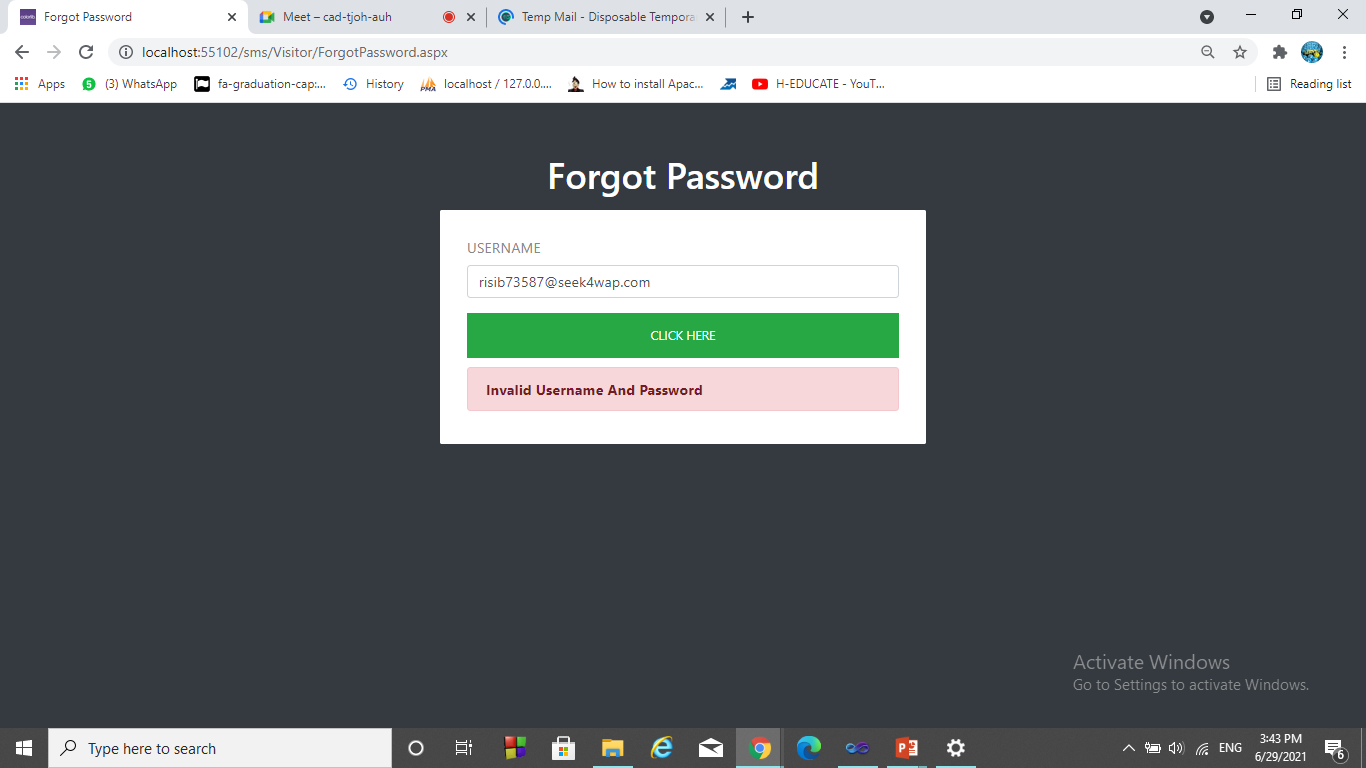 Forgot Password
Meet – cad-tjoh-auh
Temp Mail - Disposable Tempora
localhost:55102/sms/Visitor/ForgotPassword.aspx
Apps
5
(3) WhatsApp
fa-graduation-cap:...
History
PMA
localhost / 127.0.0....
How to install Apac...
H-EDUCATE - YouT...
Reading list
Forgot Password
USERNAME
risib73587@seek4wap.com
CLICK HERE
Invalid Username And Password
Activate Windows
Go to Settings to activate Windows.
Type here to search
ENG
3:43 PM
6/29/2021
6